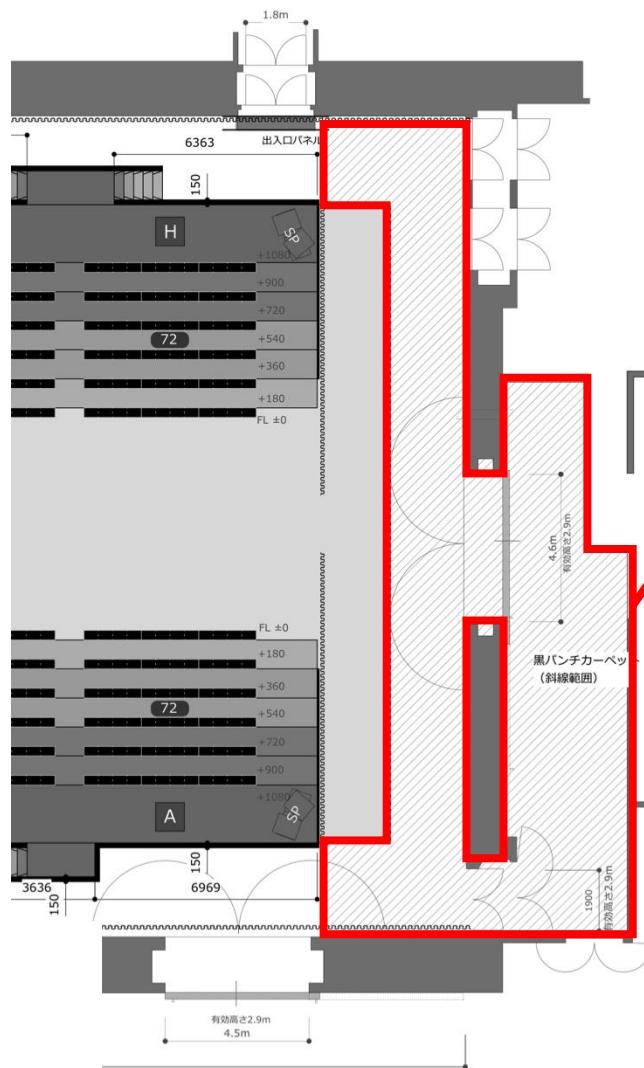 1.8m
出入口パネル
6363
150
H
SP
+1080
+900
+720
72
+540
+360
+180
FL ±0
4.6m
有効高さ2.9m
FL ±0
+180
黒パンチカーペット
（斜線範囲）
+360
72
+540
+720
+900
+1080
A
SP
150
3636
150
6969
1900
有効高さ2.9m
有効高さ2.9m
4.5m